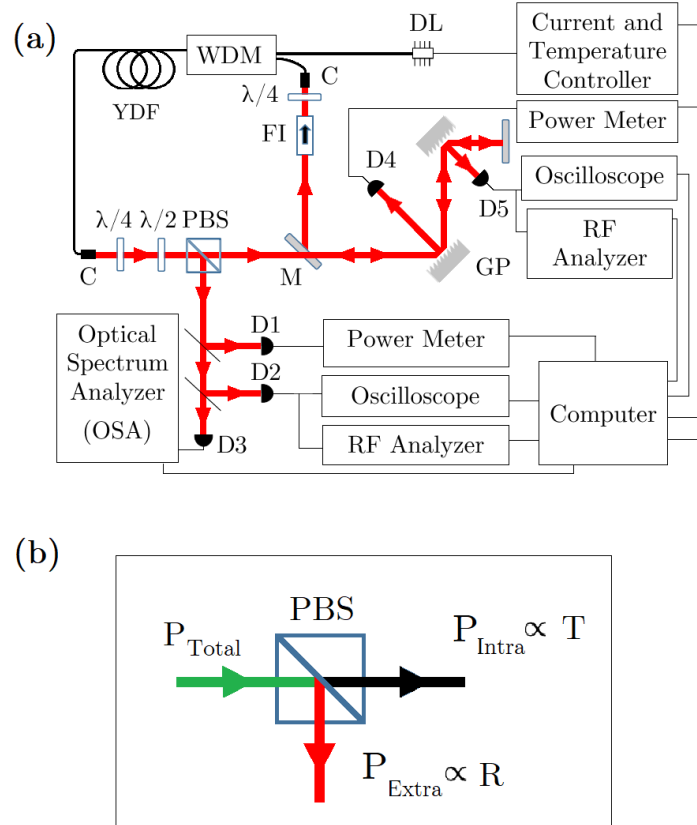 (a)
DL
Current and
Temperature
Controller
WDM
C
YDF
λ/4
FI
Power Meter
D4
Oscilloscope
D5
RF
Analyzer
λ/4 λ/2 PBS
C
M
GP
Optical
Spectrum
Analyzer
(OSA)
D1
Power Meter
D2
Oscilloscope
Computer
RF Analyzer
D3
(b)
PBS
P_Total
P_Intra ∝ T
P_Extra ∝ R